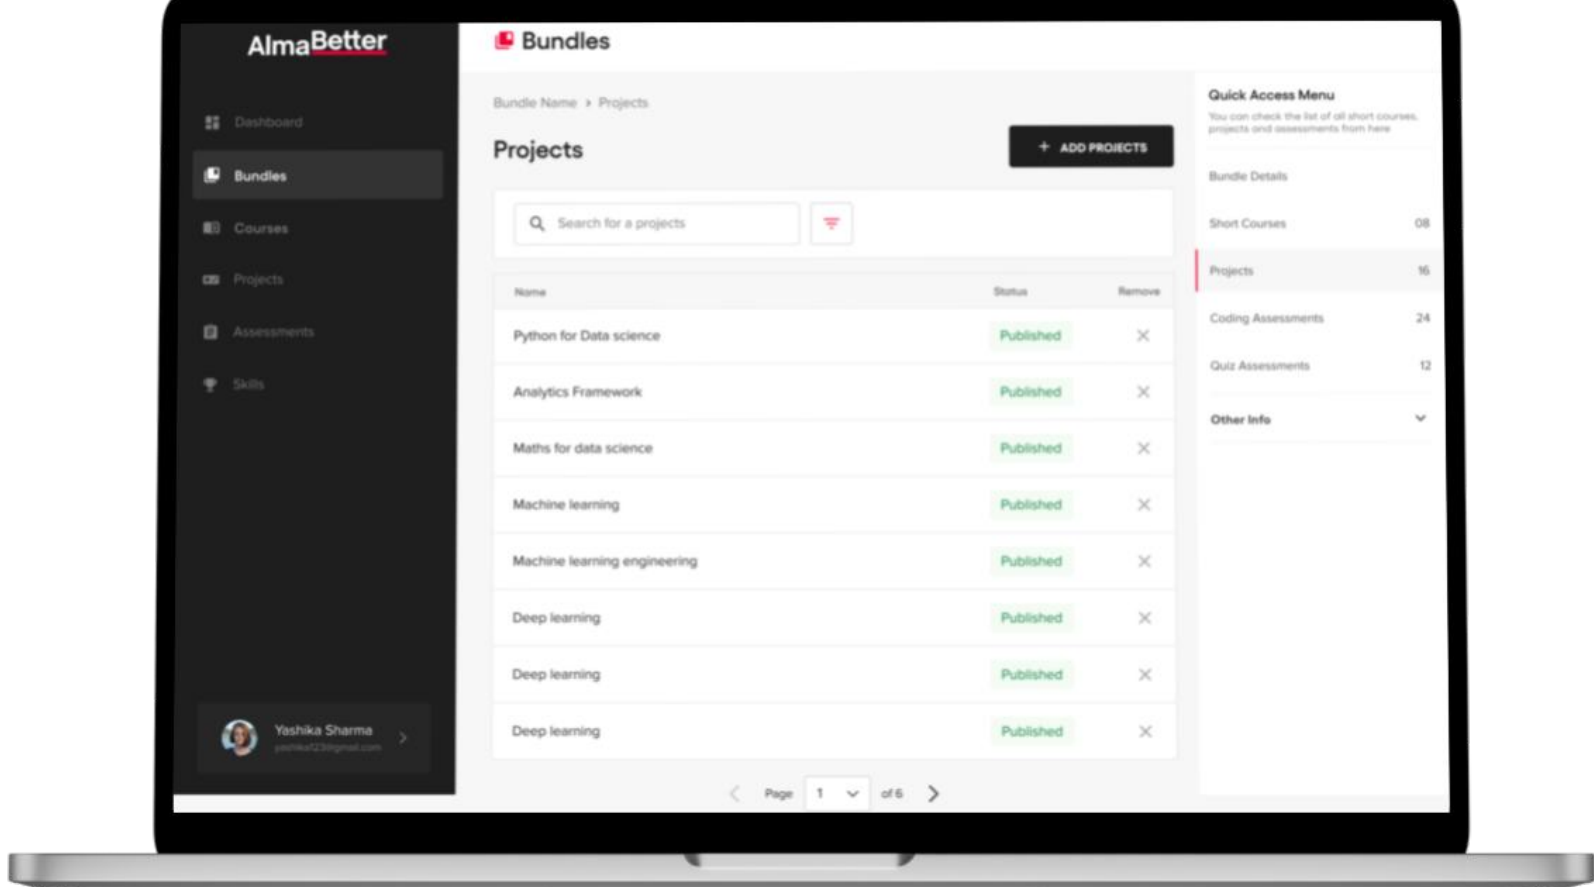 AlmaBetter
Dashboard
Bundles
Courses
Projects
Assessments
Skills
Yashika Sharma
yashika123@gmail.com
Bundles
Bundle Name > Projects
Projects
+ ADD PROJECTS
Search for a projects
Name Status Remove
Python for Data science Published
Analytics Framework Published
Maths for data science Published
Machine learning Published
Machine learning engineering Published
Deep learning Published
Deep learning Published
Deep learning Published
Page 1 of 6
Quick Access Menu
You can check the list of all short courses,
projects and assessments from here
Bundle Details
Short Courses 08
Projects 16
Coding Assessments 24
Quiz Assessments 12
Other Info